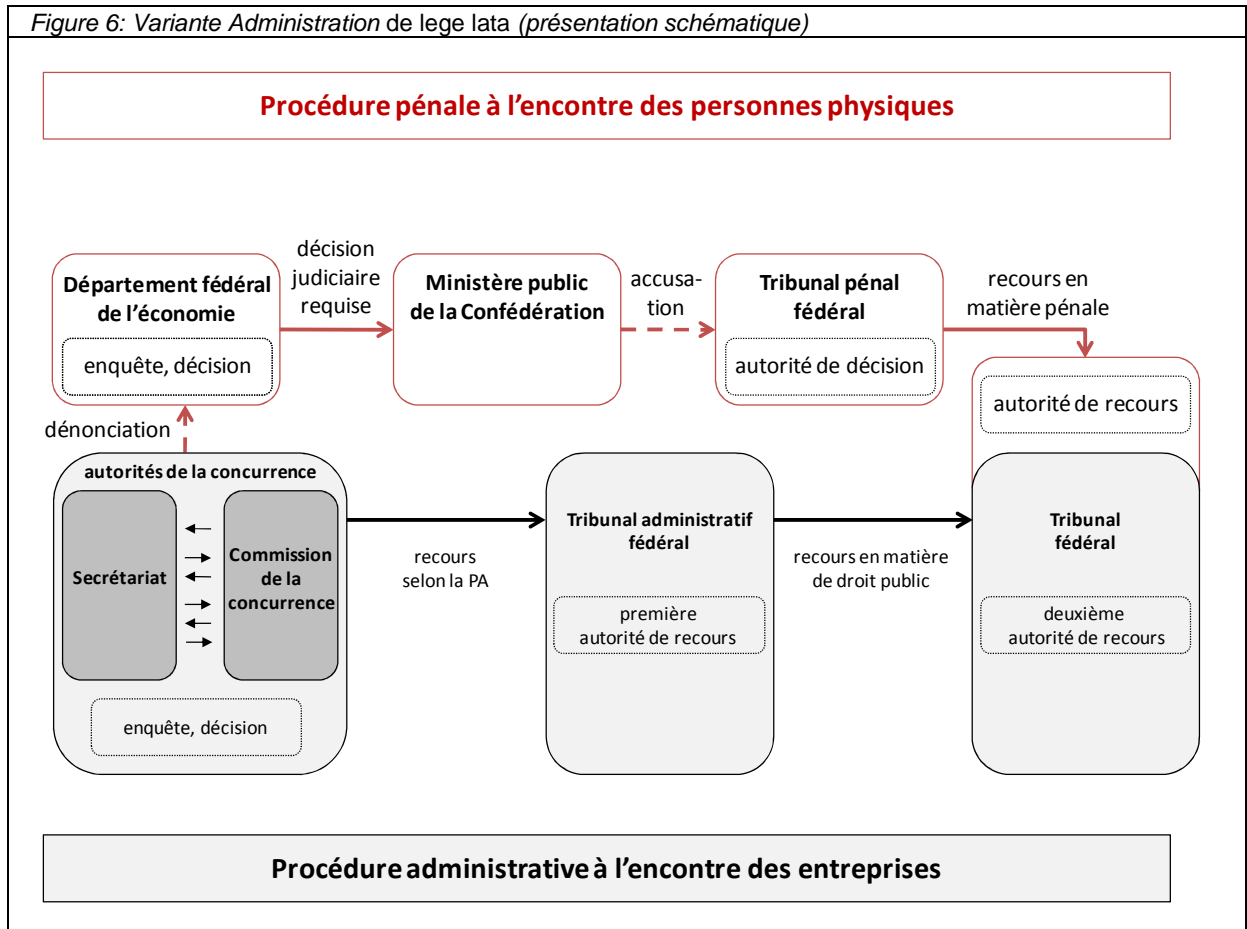 Figure 6: Variante Administration de lege lata (présentation schématique)
Procédure pénale à l'encontre des personnes physiques
Département fédéral
de l'économie
enquête, décision
décision
judiciaire
requise
Ministère public
de la Confédération
accusa-
tion
Tribunal pénal
fédéral
autorité de décision
recours en
matière pénale
autorité de recours
dénonciation
autorités de la concurrence
Secrétariat
Commission
de la
concurrence
enquête, décision
recours
selon la PA
Tribunal administratif
fédéral
première
autorité de recours
recours en matière
de droit public
Tribunal
fédéral
deuxième
autorité de recours
Procédure administrative à l'encontre des entreprises